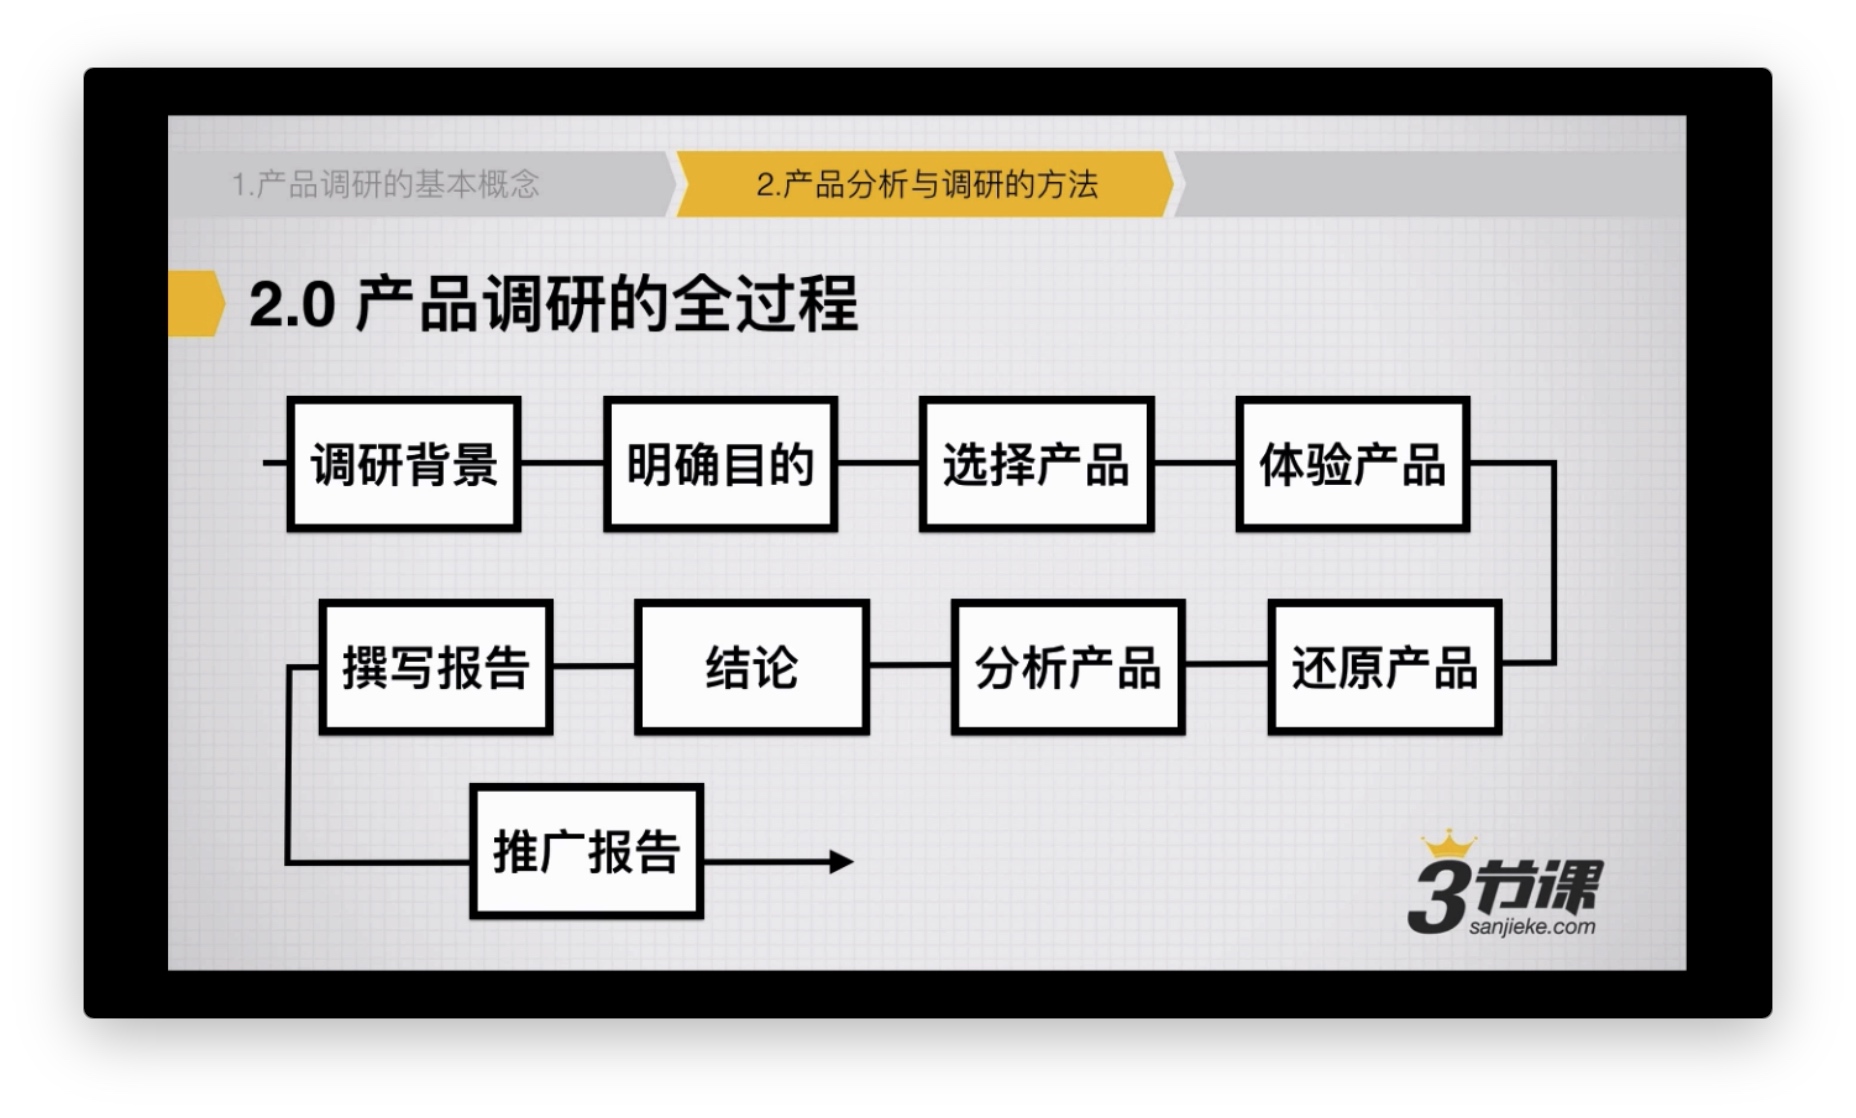 1.产品调研的基本概念
2.产品分析与调研的方法
2.0 产品调研的全过程
调研背景
明确目的
选择产品
体验产品
撰写报告
结论
分析产品
还原产品
推广报告
3节课
sanjieke.com